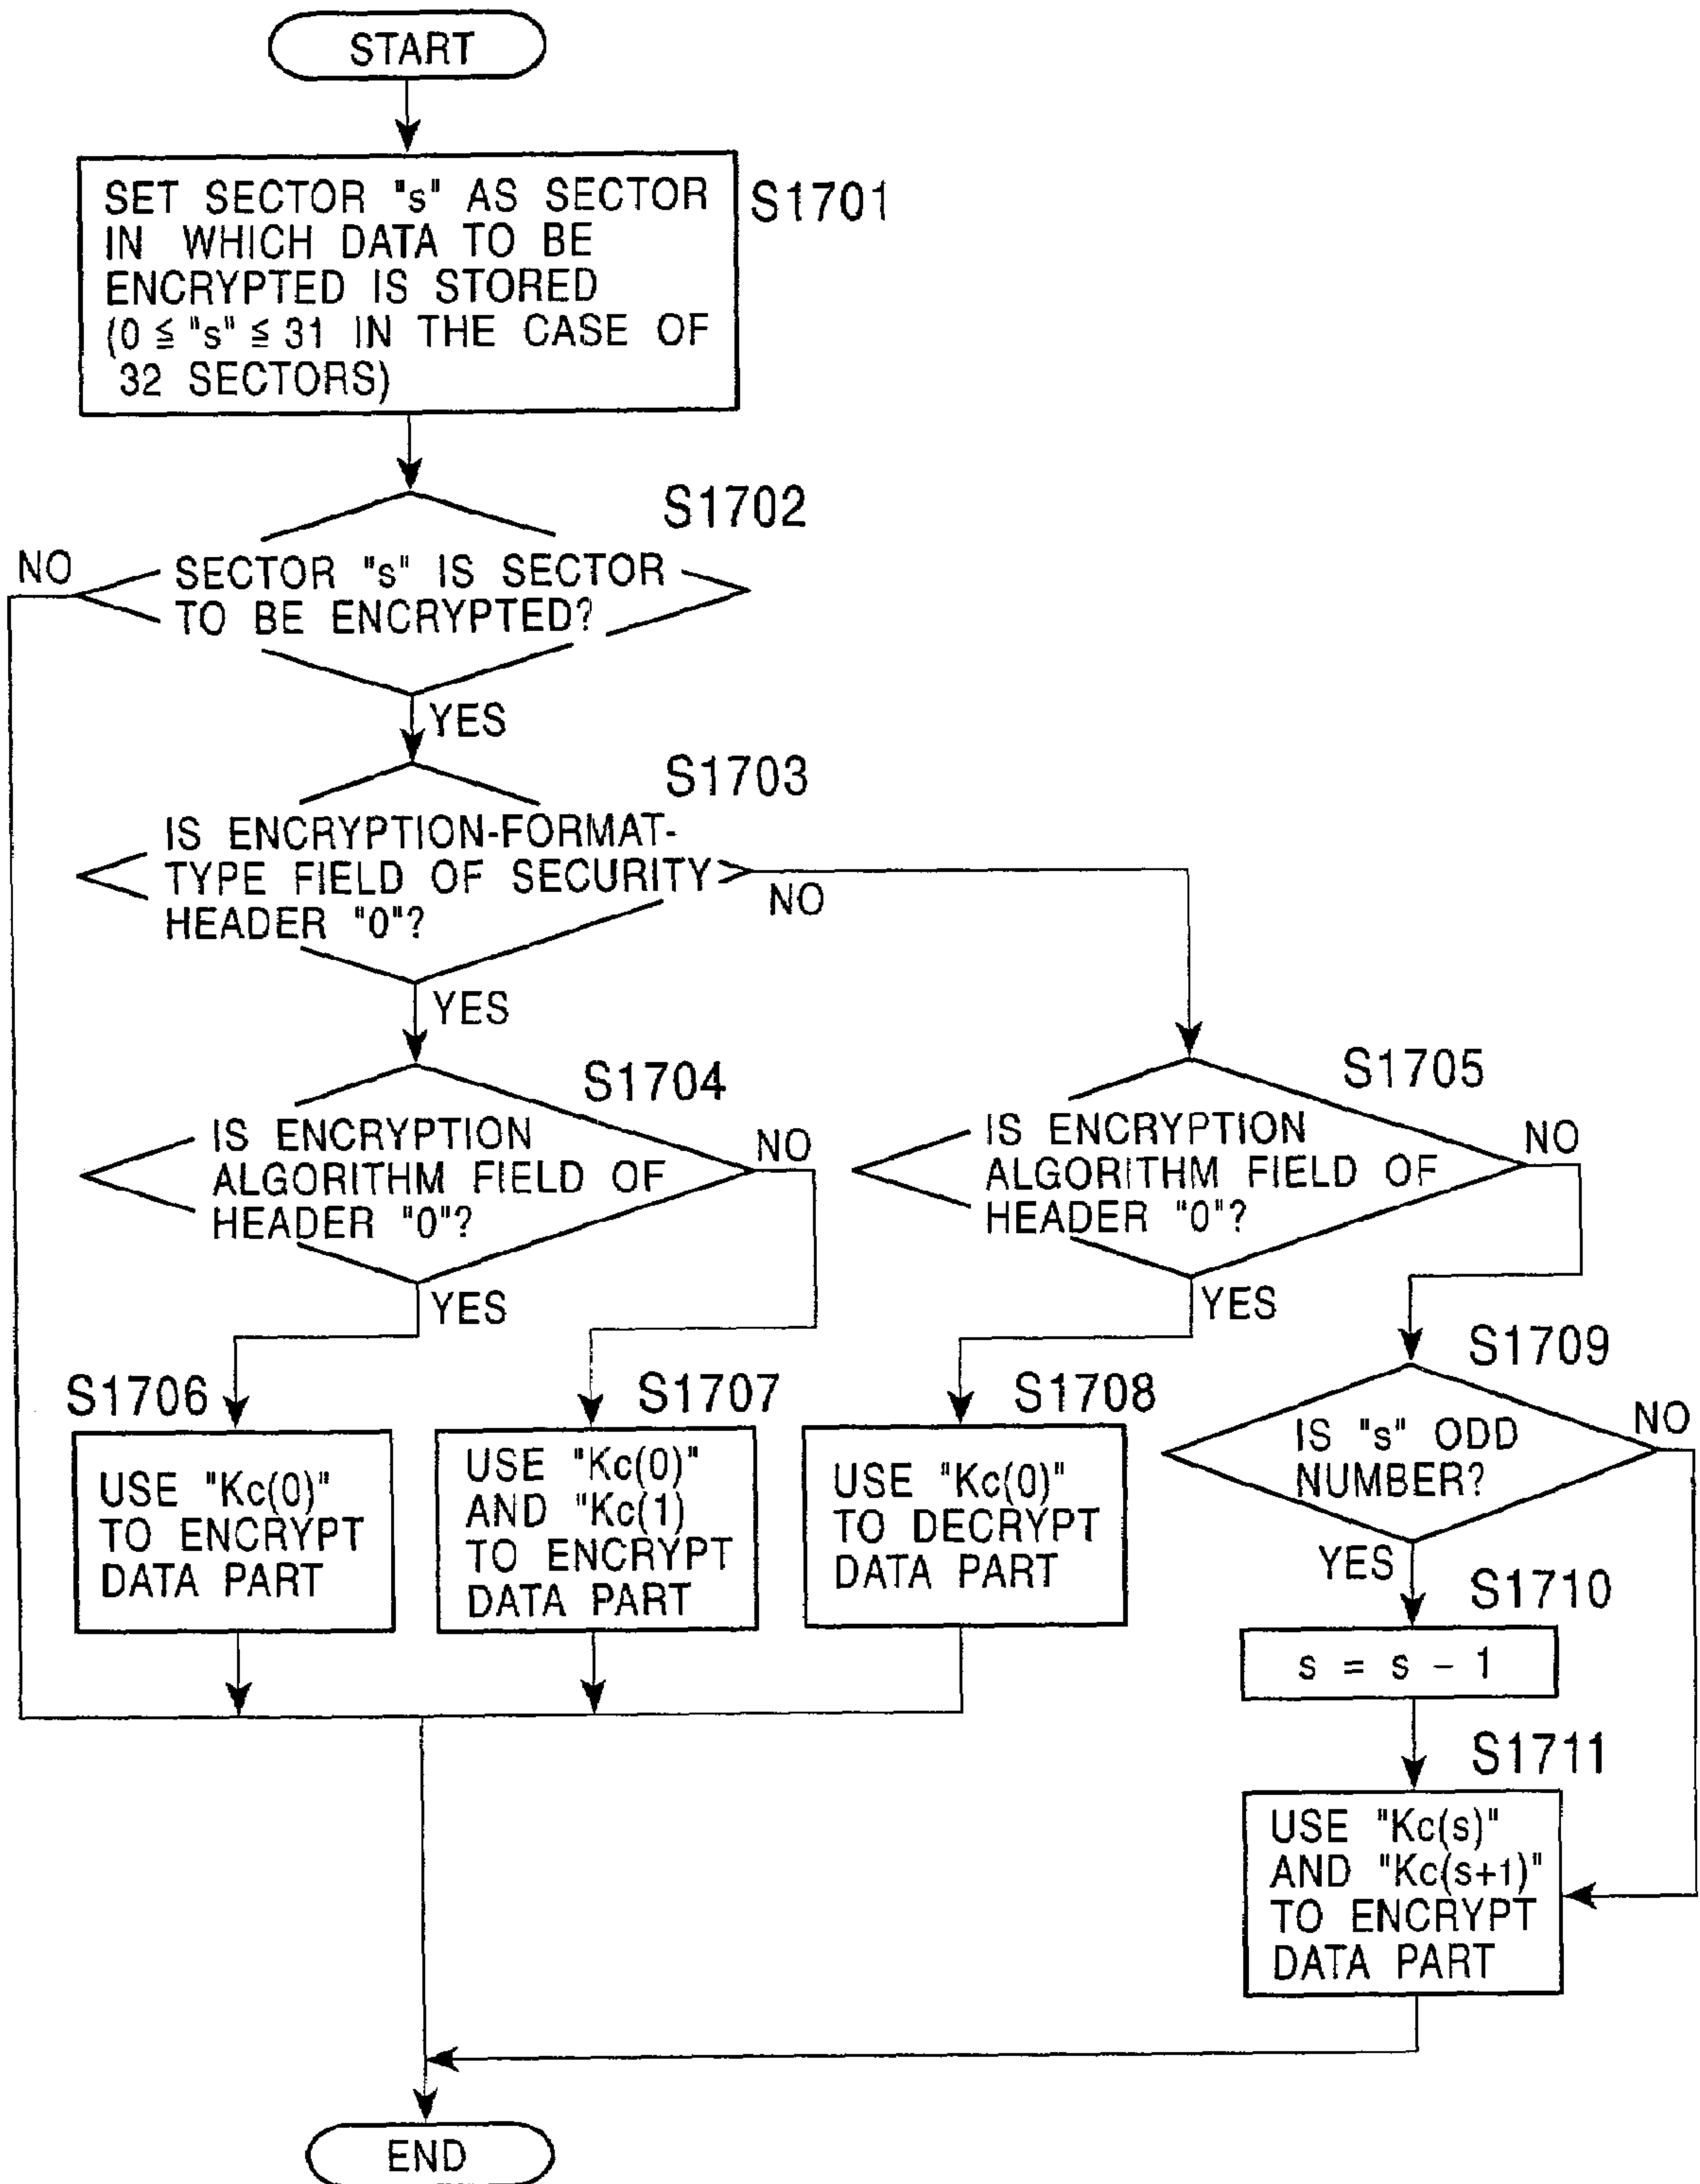 START
SET SECTOR "s" AS SECTOR
IN WHICH DATA TO BE
ENCRYPTED IS STORED
(0 ≦ "s" ≦ 31 IN THE CASE OF
32 SECTORS)
S1701
S1702
NO
SECTOR "s" IS SECTOR
TO BE ENCRYPTED?
YES
S1703
IS ENCRYPTION-FORMAT-
TYPE FIELD OF SECURITY
HEADER "0"?
NO
YES
S1704
IS ENCRYPTION
ALGORITHM FIELD OF
HEADER "0"?
NO
YES
S1705
IS ENCRYPTION
ALGORITHM FIELD OF
HEADER "0"?
NO
YES
S1706
USE "Kc(0)"
TO ENCRYPT
DATA PART
S1707
USE "Kc(0)"
AND "Kc(1)
TO ENCRYPT
DATA PART
S1708
USE "Kc(0)"
TO DECRYPT
DATA PART
S1709
IS "s" ODD
NUMBER?
NO
YES
S1710
s = s − 1
S1711
USE "Kc(s)"
AND "Kc(s+1)"
TO ENCRYPT
DATA PART
END